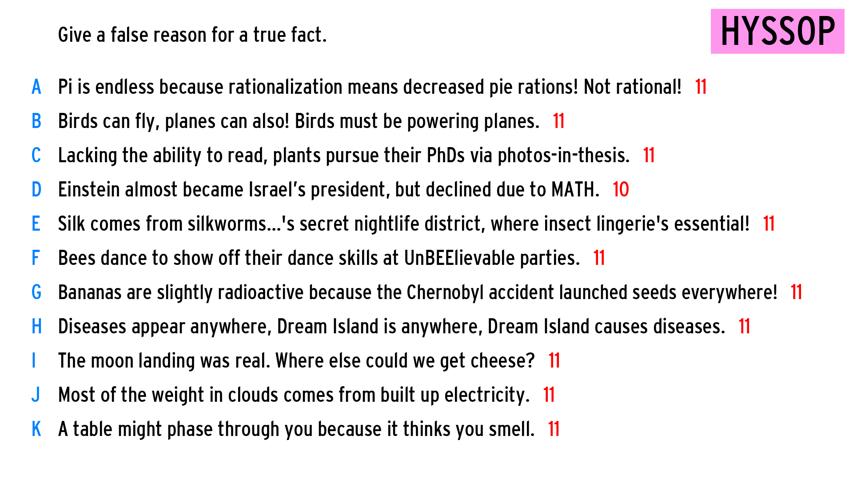 Give a false reason for a true fact.
HYSSOP
A Pi is endless because rationalization means decreased pie rations! Not rational! 11
B Birds can fly, planes can also! Birds must be powering planes. 11
C Lacking the ability to read, plants pursue their PhDs via photos-in-thesis. 11
D Einstein almost became Israel's president, but declined due to MATH. 10
E Silk comes from silkworms...'s secret nightlife district, where insect lingerie's essential! 11
F Bees dance to show off their dance skills at UnBEElievable parties. 11
G Bananas are slightly radioactive because the Chernobyl accident launched seeds everywhere! 11
H Diseases appear anywhere, Dream Island is anywhere, Dream Island causes diseases. 11
I The moon landing was real. Where else could we get cheese? 11
J Most of the weight in clouds comes from built up electricity. 11
K A table might phase through you because it thinks you smell. 11